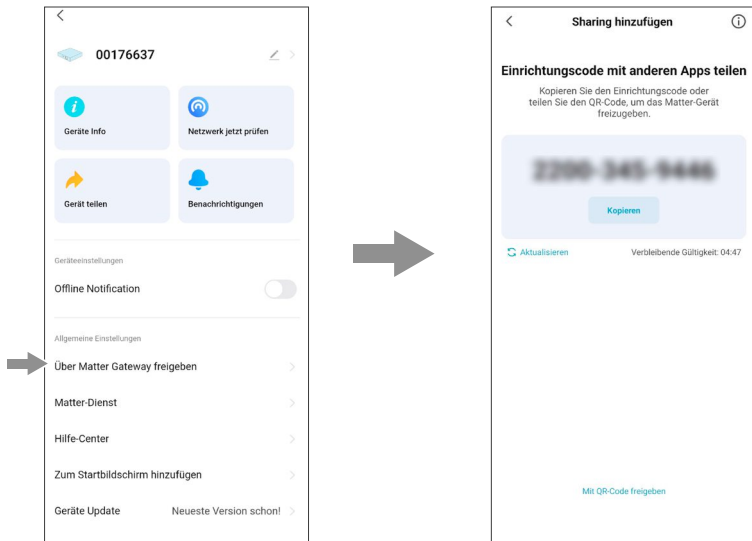 00176637
Geräte Info
Netzwerk jetzt prüfen
Gerät teilen
Benachrichtigungen
Geräteeinstellungen
Offline Notification
Allgemeine Einstellungen
Über Matter Gateway freigeben
Matter-Dienst
Hilfe-Center
Zum Startbildschirm hinzufügen
Geräte Update Neueste Version schon!
Sharing hinzufügen
Einrichtungscode mit anderen Apps teilen
Kopieren Sie den Einrichtungscode oder
teilen Sie den QR-Code, um das Matter-Gerät
freizugeben.
Kopieren
Aktualisieren Verbleibende Gültigkeit: 04:47
Mit QR-Code freigeben